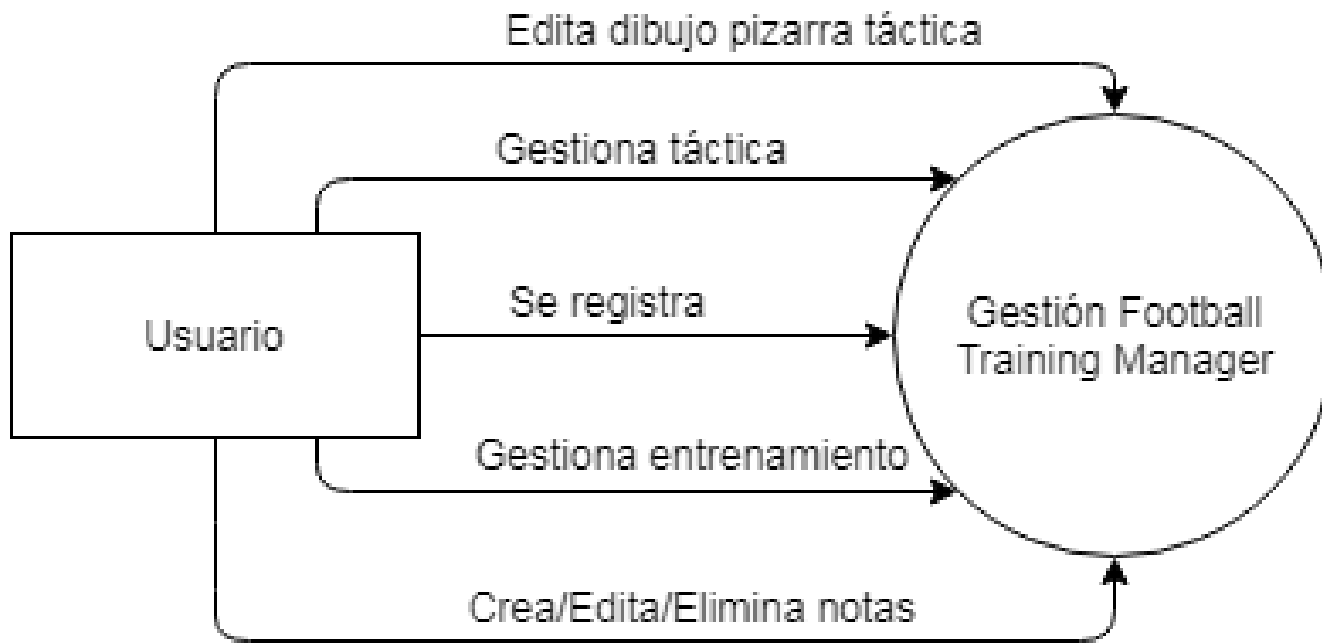 Edita dibujo pizarra táctica
Gestiona táctica
Se registra
Usuario
Gestión Football
Training Manager
Gestiona entrenamiento
Crea/Edita/Elimina notas